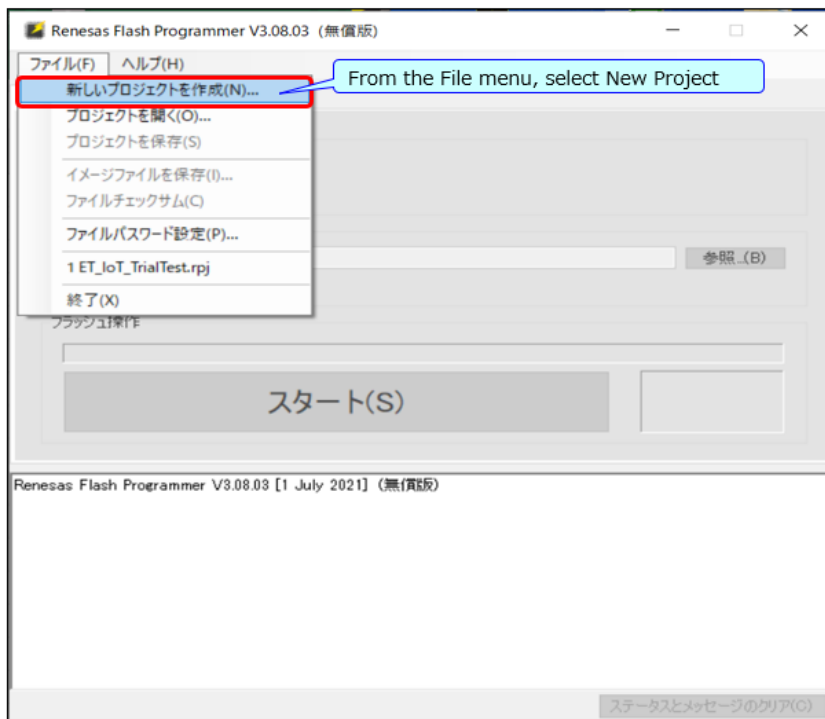 Renesas Flash Programmer V3.08.03 (無償版)
ファイル(F) ヘルプ(H)
新しいプロジェクトを作成(N)...
From the File menu, select New Project
プロジェクトを開く(O)...
プロジェクトを保存(S)
イメージファイルを保存(I)...
ファイルチェックサム(C)
ファイルパスワード設定(P)...
参照...(B)
1 ET_IoT_TrialTest.rpj
終了(X)
フラッシュ操作
スタート(S)
Renesas Flash Programmer V3.08.03 [1 July 2021] (無償版)
ステータスとメッセージのクリア(C)